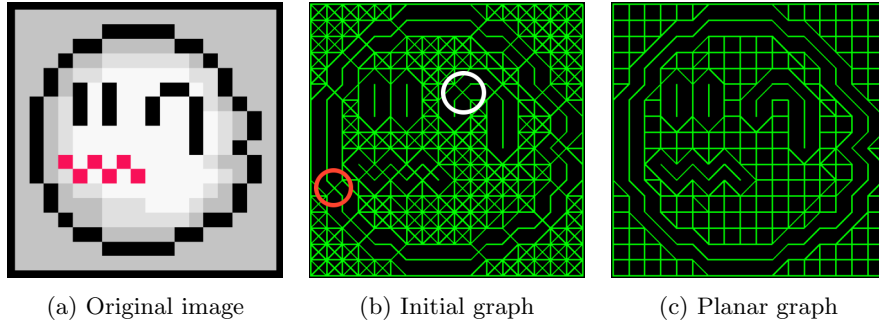 (a) Original image
(b) Initial graph
(c) Planar graph